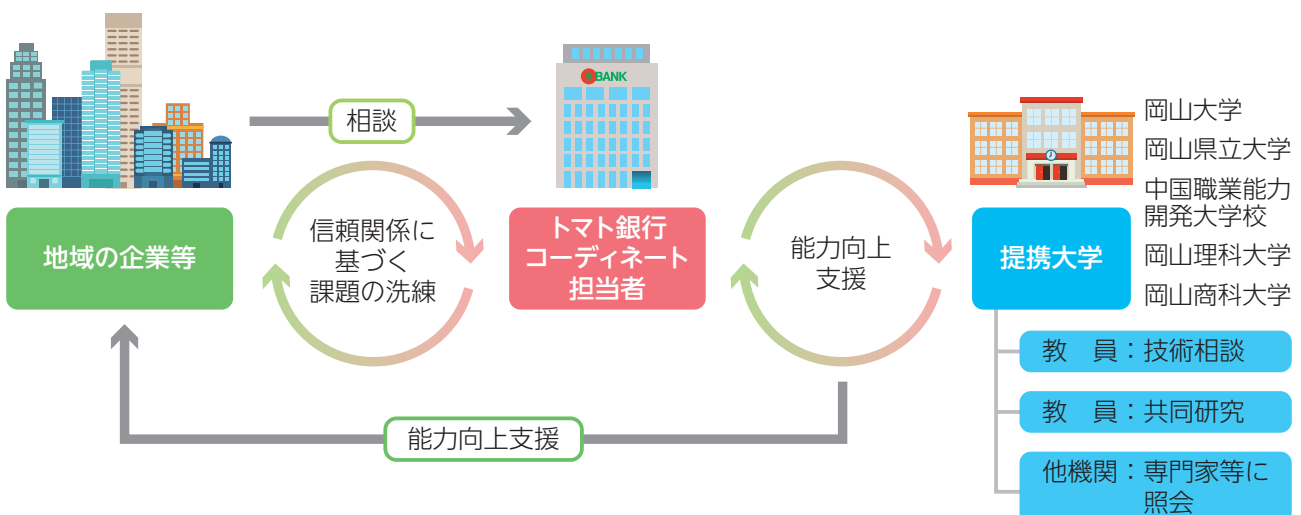 BANK
相談
地域の企業等
信頼関係に
基づく
課題の洗練
トマト銀行
コーディネート
担当者
能力向上
支援
提携大学
岡山大学
岡山県立大学
中国職業能力
開発大学校
岡山理科大学
岡山商科大学
教　員：技術相談
教　員：共同研究
他機関：専門家等に
照会
能力向上支援